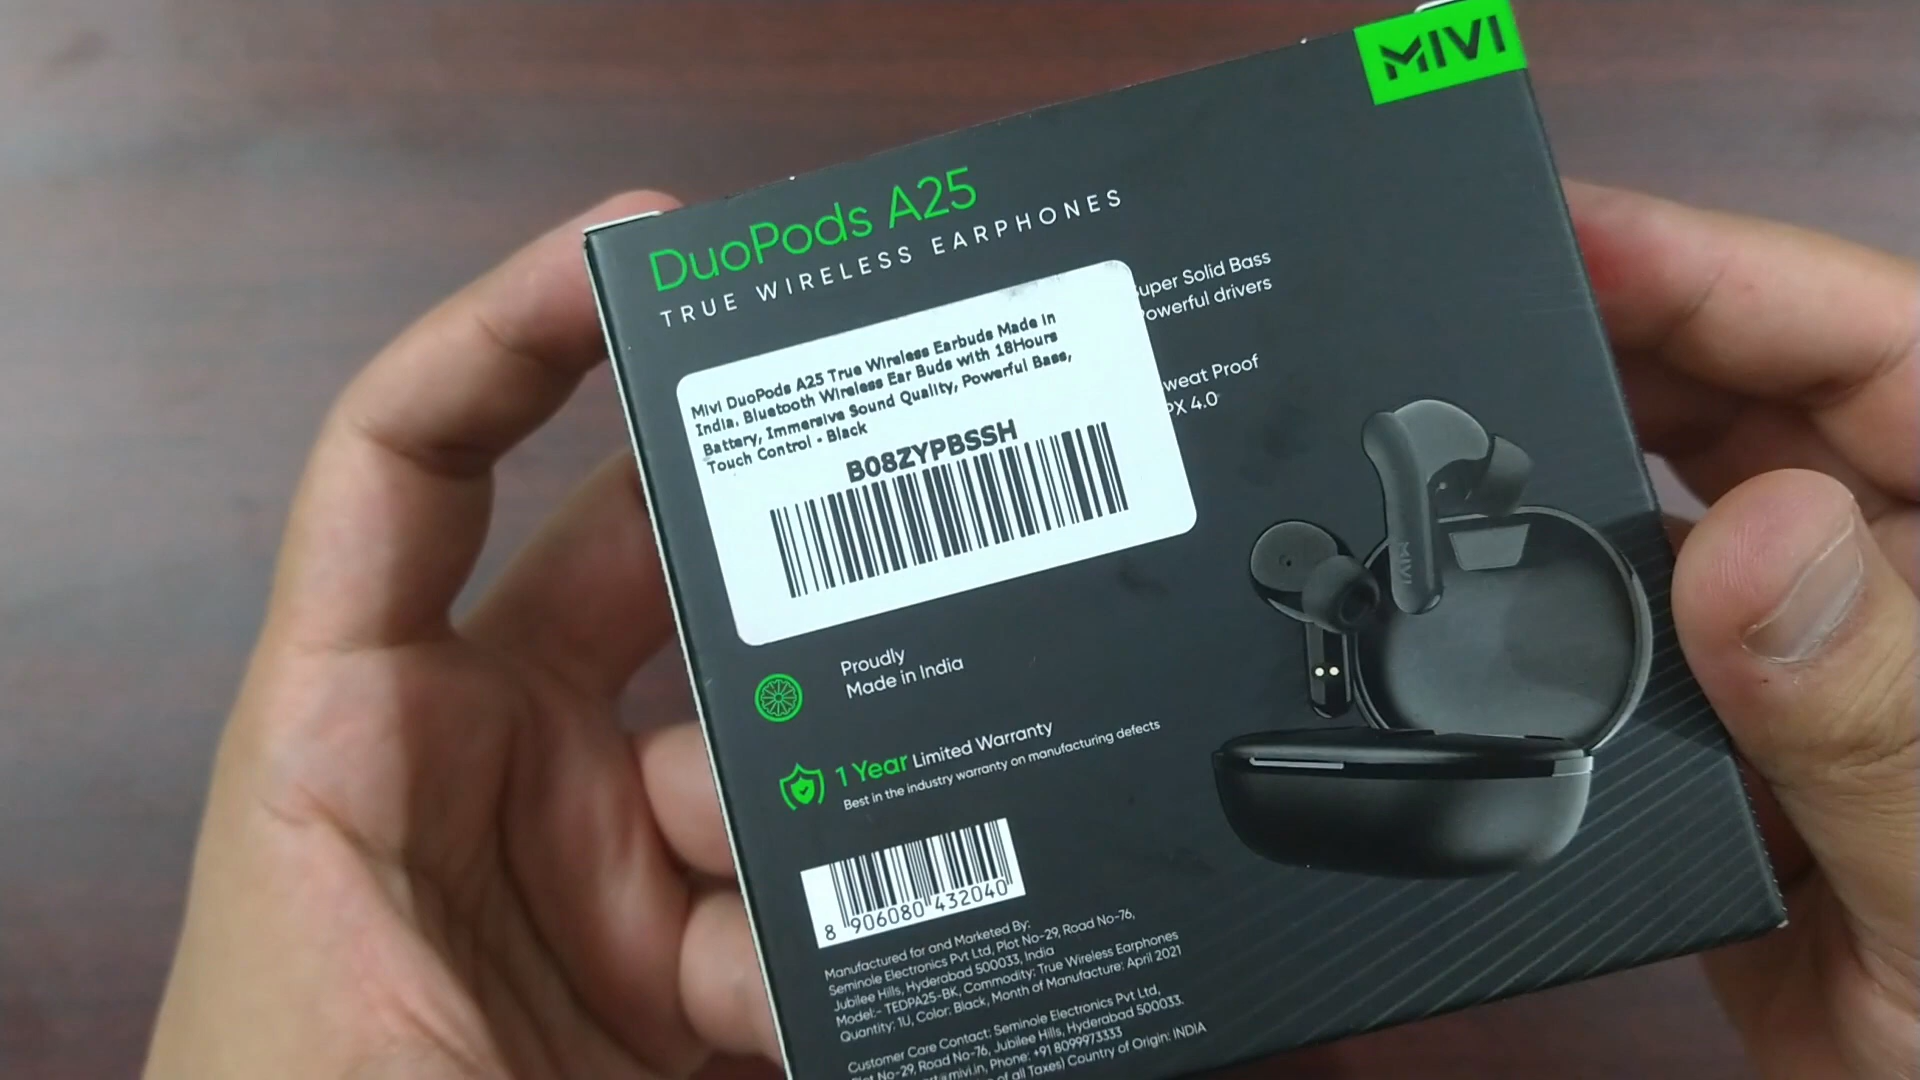 MIVI
DuoPods A25
TRUE WIRELESS EARPHONES
Mivi DuoPods A25 True Wireless Earbuds Made in
India. Bluetooth Wireless Ear Buds with 18Hours
Battery, Immersive Sound Quality, Powerful Bass,
Touch Control - Black
B08ZYPBSSH
uper Solid Bass
owerful drivers
weat Proof
PX 4.0
MIVI
Proudly
Made in India
1 Year Limited Warranty
Best in the industry warranty on manufacturing defects
8 906080 432040
Manufactured for and Marketed By:
Seminole Electronics Pvt Ltd, Plot No-29, Road No-76,
Jubilee Hills, Hyderabad 500033, India
Model:- TEDPA25-BK, Commodity: True Wireless Earphones
Quantity: 1U, Color: Black, Month of Manufacture: April 2021
Customer Care Contact: Seminole Electronics Pvt Ltd,
Plot No-29, Road No-76, Jubilee Hills, Hyderabad 500033.
mivi.in, Phone: +91 8099973333
of all Taxes) Country of Origin: INDIA